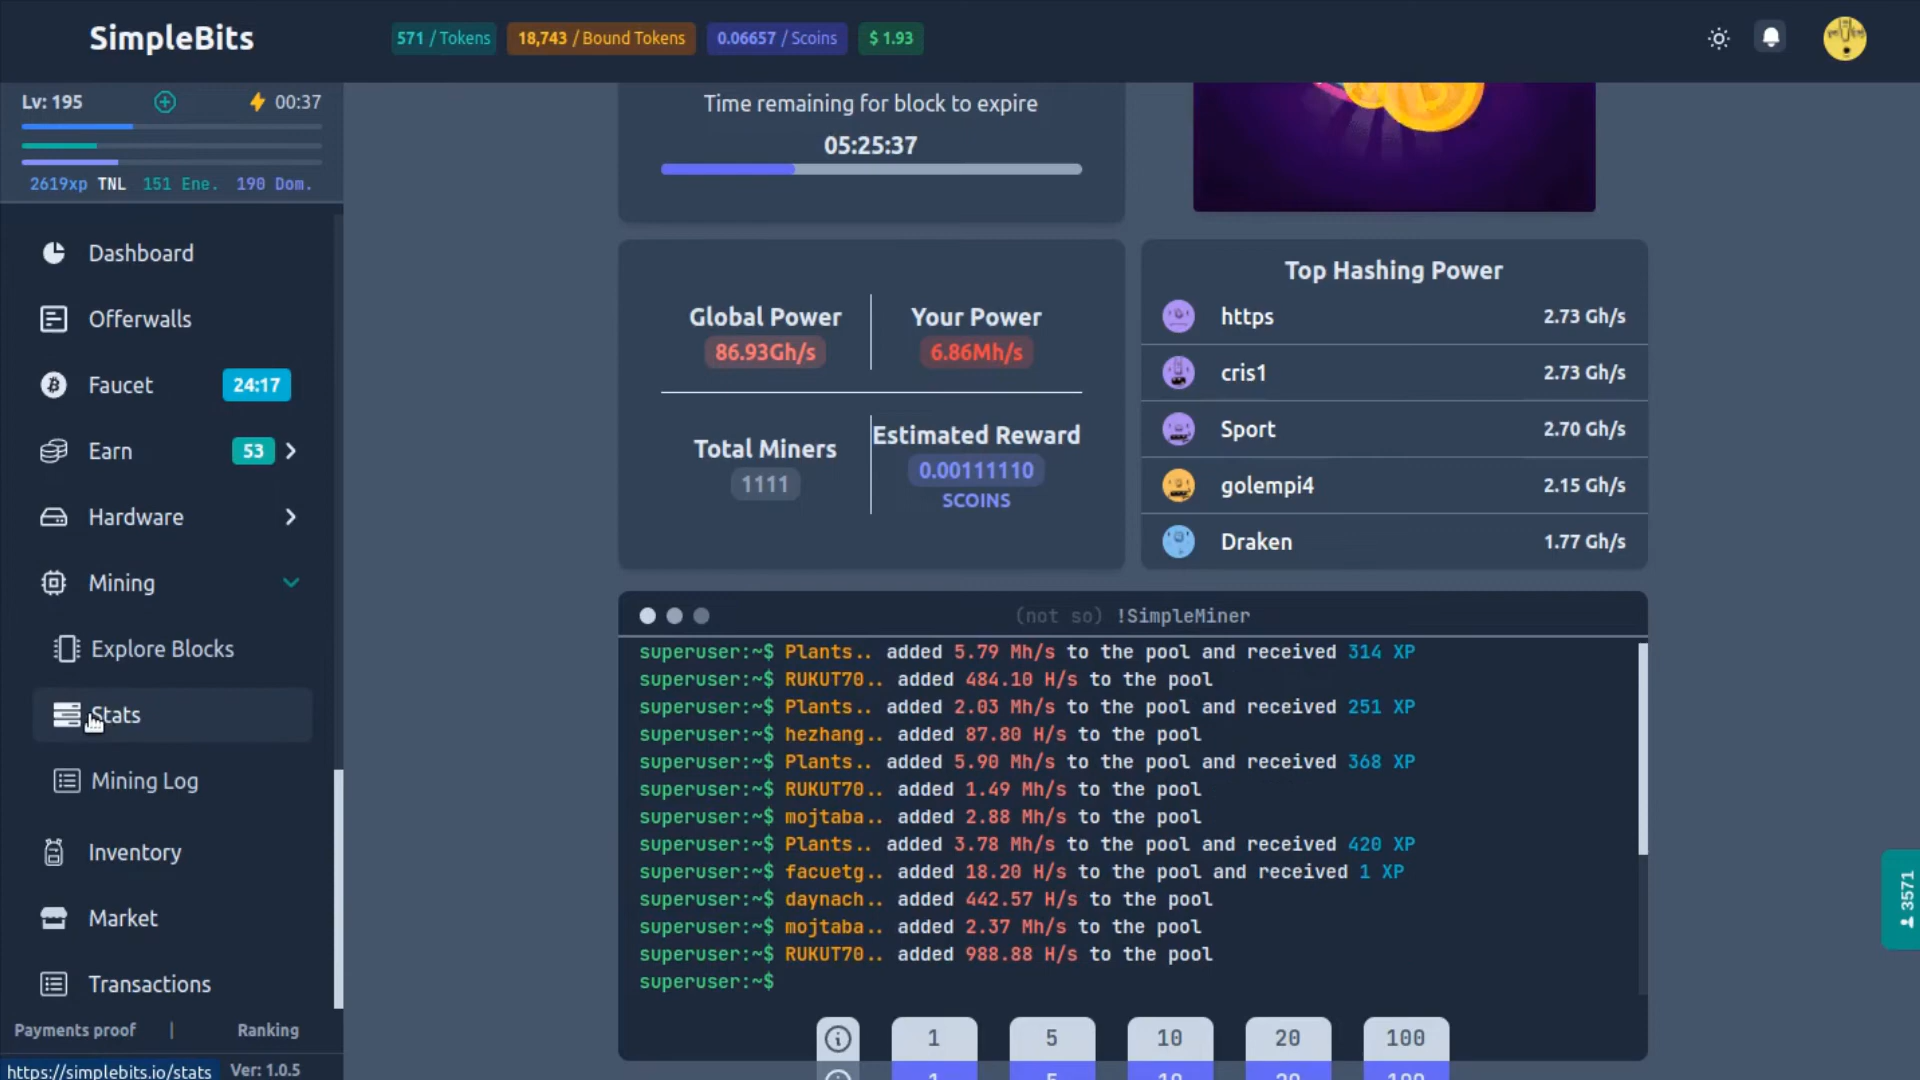 SimpleBits
571 / Tokens
18,743 / Bound Tokens
0.06657 / Scoins
$ 1.93
Lv: 195
00:37
2619xp TNL 151 Ene. 190 Dom.
Dashboard
Offerwalls
Faucet 24:17
Earn 53
Hardware
Mining
Explore Blocks
Stats
Mining Log
Inventory
Market
Transactions
Payments proof | Ranking
https://simplebits.io/stats Ver: 1.0.5
Time remaining for block to expire
05:25:37
Global Power
86.93Gh/s
Your Power
6.86Mh/s
Total Miners
1111
Estimated Reward
0.00111110
SCOINS
Top Hashing Power
https 2.73 Gh/s
cris1 2.73 Gh/s
Sport 2.70 Gh/s
golempi4 2.15 Gh/s
Draken 1.77 Gh/s
(not so) !SimpleMiner
superuser:~$ Plants.. added 5.79 Mh/s to the pool and received 314 XP
superuser:~$ RUKUT70.. added 484.10 H/s to the pool
superuser:~$ Plants.. added 2.03 Mh/s to the pool and received 251 XP
superuser:~$ hezhang.. added 87.80 H/s to the pool
superuser:~$ Plants.. added 5.90 Mh/s to the pool and received 368 XP
superuser:~$ RUKUT70.. added 1.49 Mh/s to the pool
superuser:~$ mojtaba.. added 2.88 Mh/s to the pool
superuser:~$ Plants.. added 3.78 Mh/s to the pool and received 420 XP
superuser:~$ facuetg.. added 18.20 H/s to the pool and received 1 XP
superuser:~$ daynach.. added 442.57 H/s to the pool
superuser:~$ mojtaba.. added 2.37 Mh/s to the pool
superuser:~$ RUKUT70.. added 988.88 H/s to the pool
superuser:~$
1 5 10 20 100
1 5 10 20 100
3571